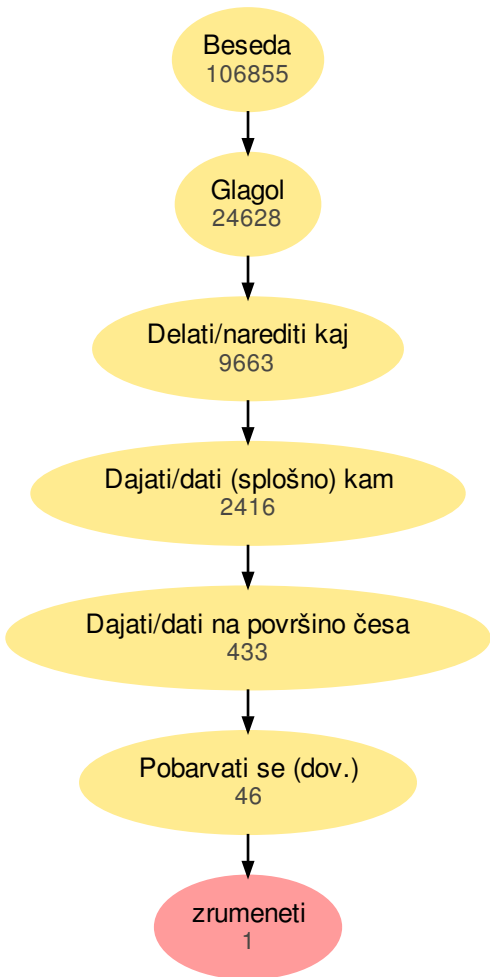 Beseda
106855
Glagol
24628
Delati/narediti kaj
9663
Dajati/dati (splošno) kam
2416
Dajati/dati na površino česa
433
Pobarvati se (dov.)
46
zrumeneti
1